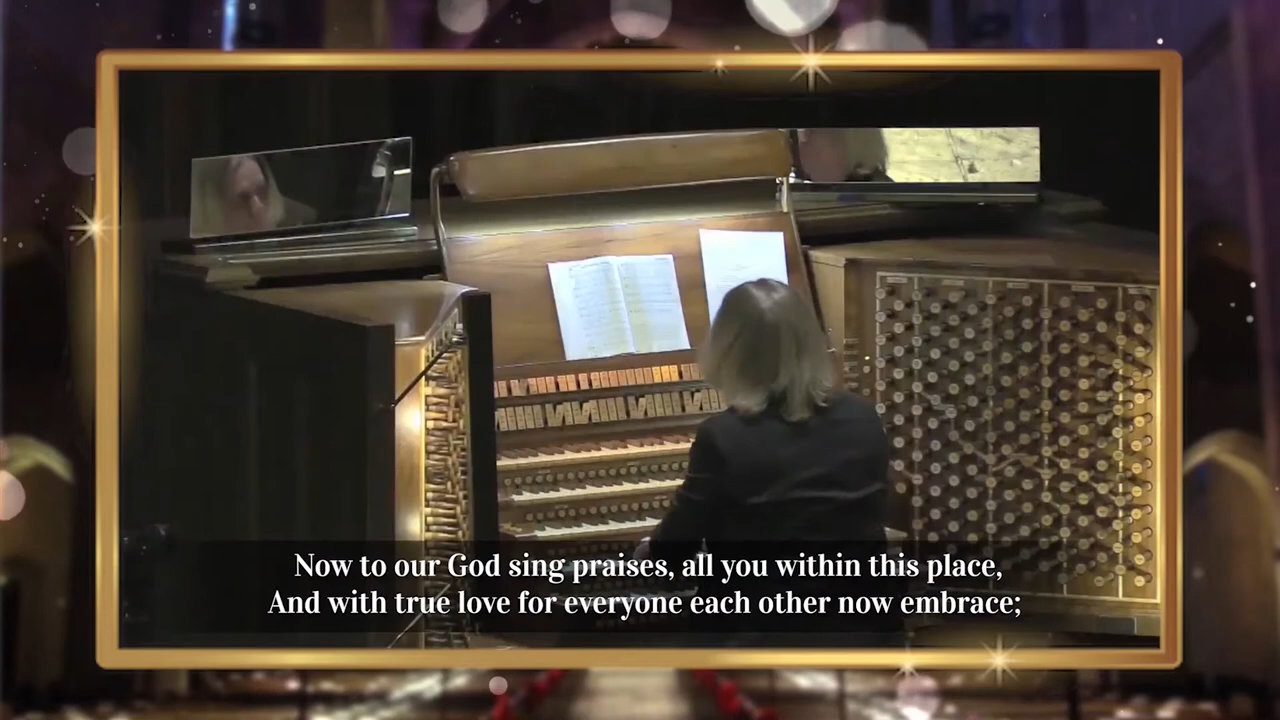 Now to our God sing praises, all you within this place,
And with true love for everyone each other now embrace;